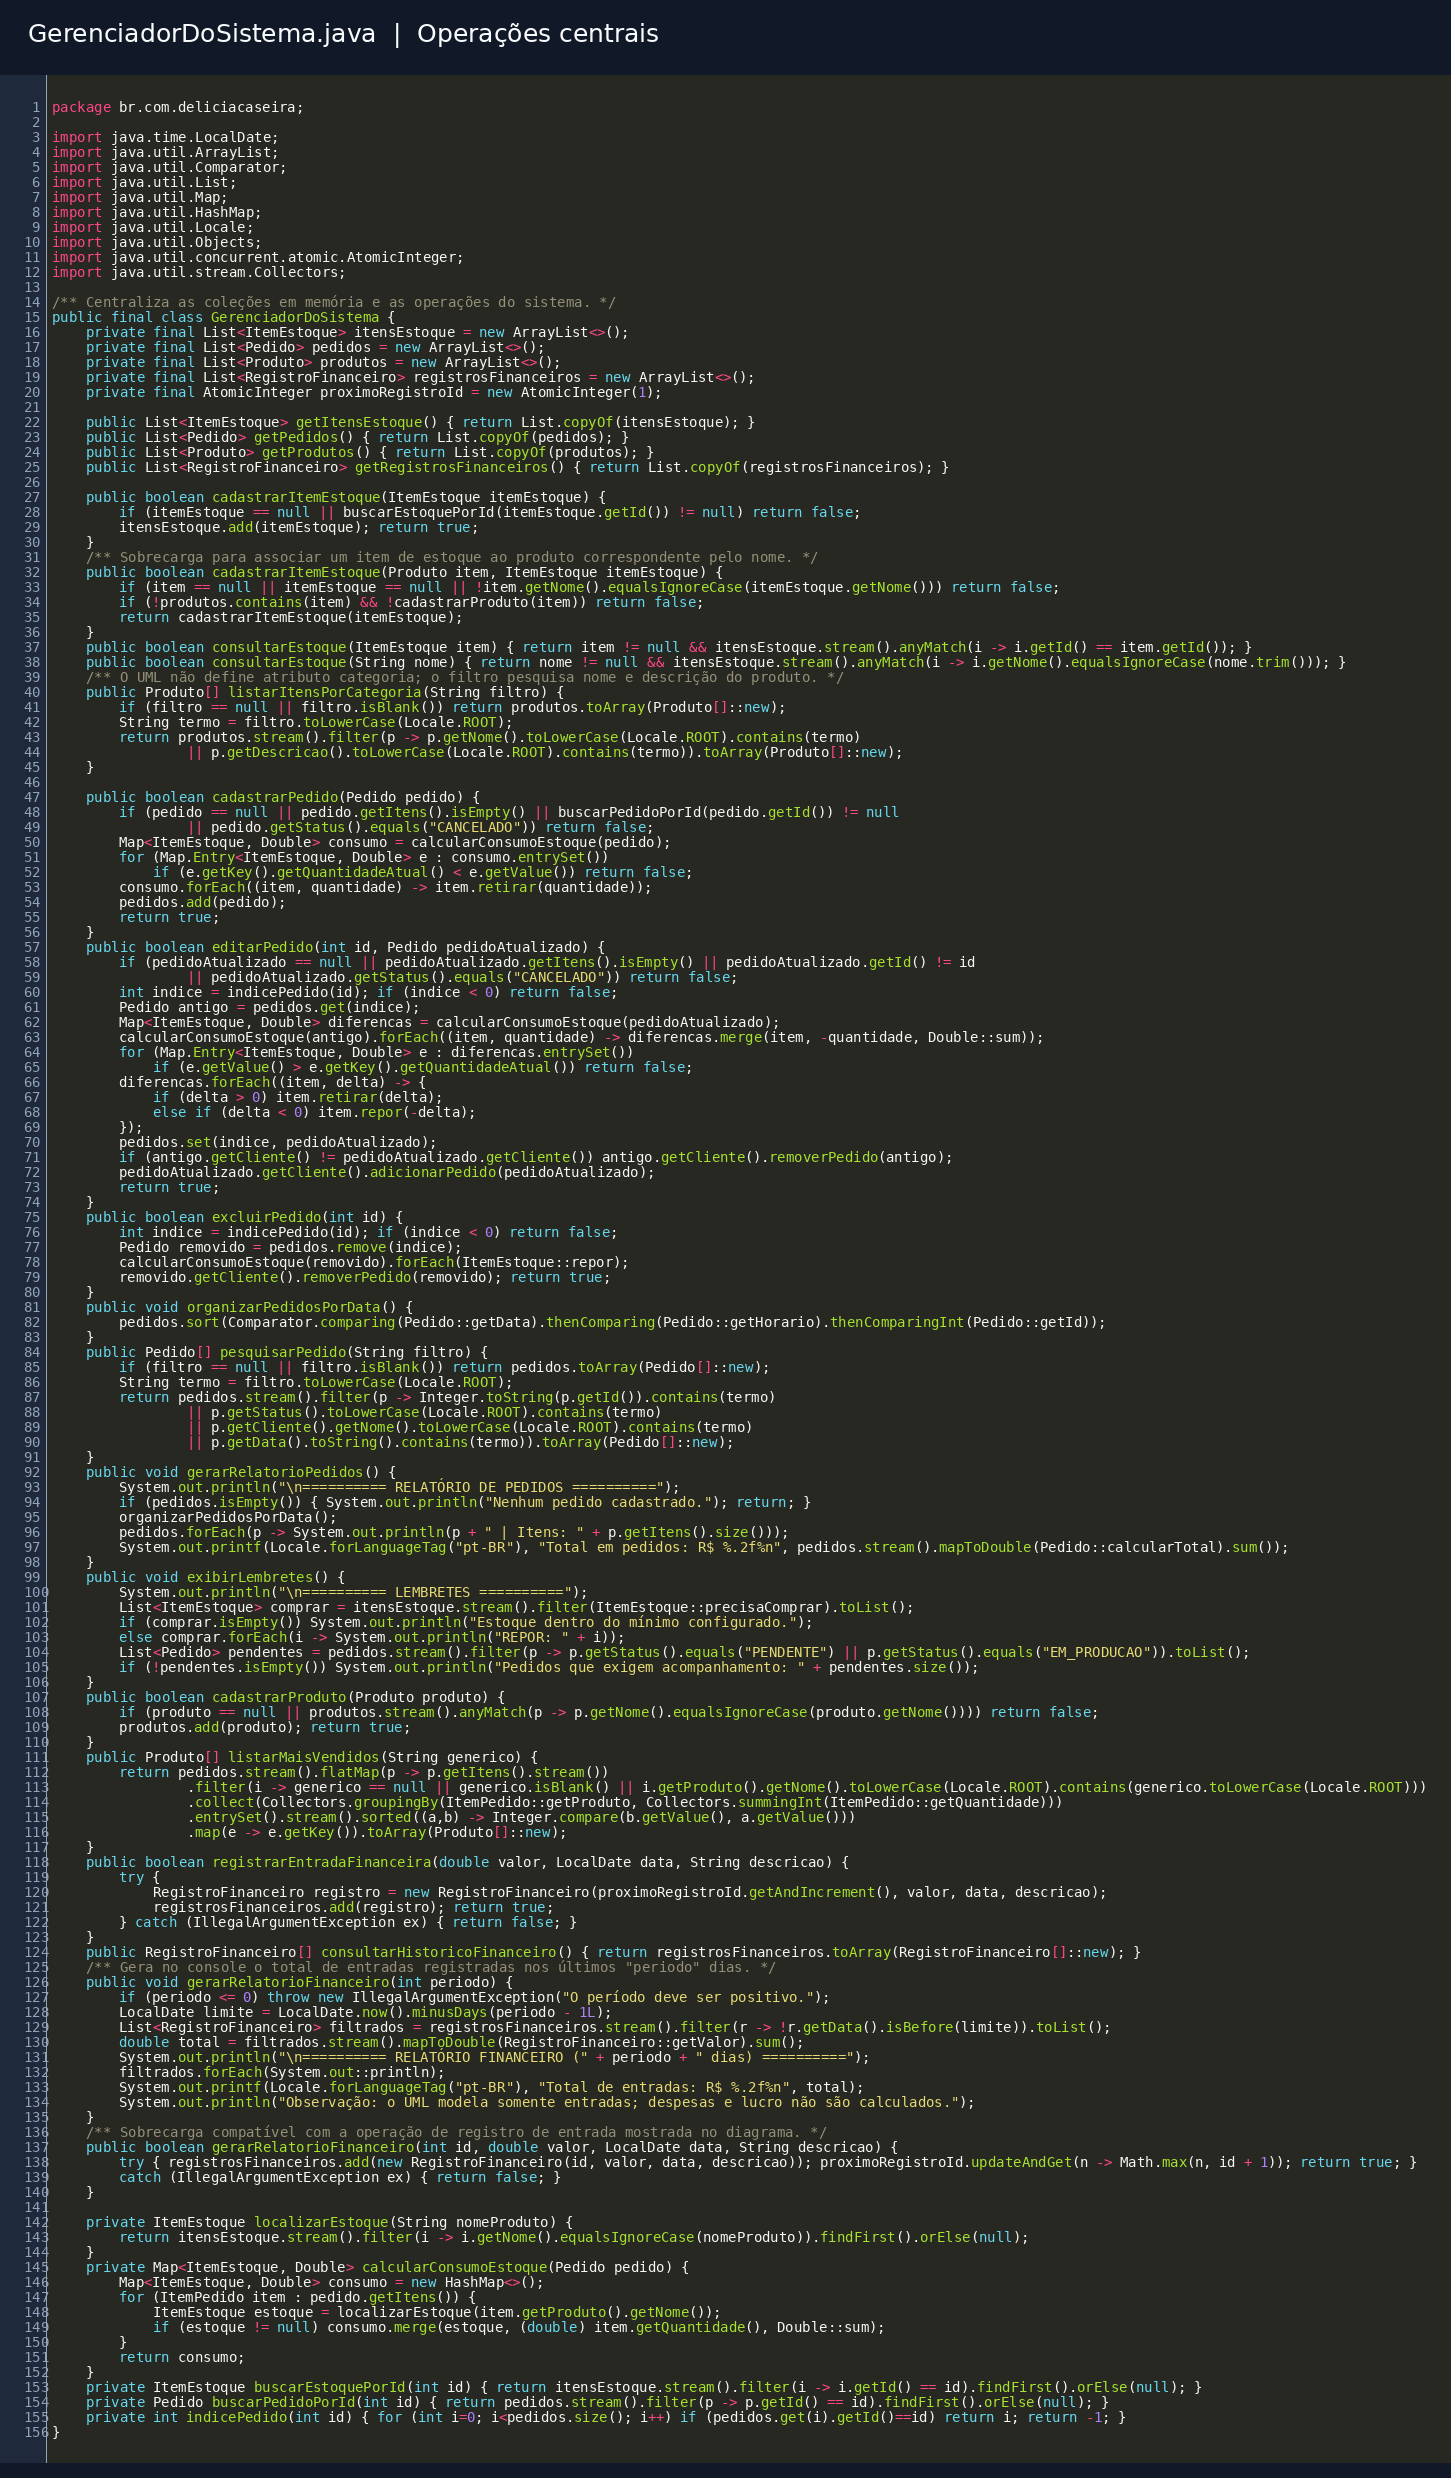 GerenciadorDoSistema.java  |  Operações centrais
1 package br.com.deliciacaseira;
2
3 import java.time.LocalDate;
4 import java.util.ArrayList;
5 import java.util.Comparator;
6 import java.util.List;
7 import java.util.Map;
8 import java.util.HashMap;
9 import java.util.Locale;
10 import java.util.Objects;
11 import java.util.concurrent.atomic.AtomicInteger;
12 import java.util.stream.Collectors;
13
14 /** Centraliza as coleções em memória e as operações do sistema. */
15 public final class GerenciadorDoSistema {
16     private final List<ItemEstoque> itensEstoque = new ArrayList<>();
17     private final List<Pedido> pedidos = new ArrayList<>();
18     private final List<Produto> produtos = new ArrayList<>();
19     private final List<RegistroFinanceiro> registrosFinanceiros = new ArrayList<>();
20     private final AtomicInteger proximoRegistroId = new AtomicInteger(1);
21
22     public List<ItemEstoque> getItensEstoque() { return List.copyOf(itensEstoque); }
23     public List<Pedido> getPedidos() { return List.copyOf(pedidos); }
24     public List<Produto> getProdutos() { return List.copyOf(produtos); }
25     public List<RegistroFinanceiro> getRegistrosFinanceiros() { return List.copyOf(registrosFinanceiros); }
26
27     public boolean cadastrarItemEstoque(ItemEstoque itemEstoque) {
28         if (itemEstoque == null || buscarEstoquePorId(itemEstoque.getId()) != null) return false;
29         itensEstoque.add(itemEstoque); return true;
30     }
31     /** Sobrecarga para associar um item de estoque ao produto correspondente pelo nome. */
32     public boolean cadastrarItemEstoque(Produto item, ItemEstoque itemEstoque) {
33         if (item == null || itemEstoque == null || !item.getNome().equalsIgnoreCase(itemEstoque.getNome())) return false;
34         if (!produtos.contains(item) && !cadastrarProduto(item)) return false;
35         return cadastrarItemEstoque(itemEstoque);
36     }
37     public boolean consultarEstoque(ItemEstoque item) { return item != null && itensEstoque.stream().anyMatch(i -> i.getId() == item.getId()); }
38     public boolean consultarEstoque(String nome) { return nome != null && itensEstoque.stream().anyMatch(i -> i.getNome().equalsIgnoreCase(nome.trim())); }
39     /** O UML não define atributo categoria; o filtro pesquisa nome e descrição do produto. */
40     public Produto[] listarItensPorCategoria(String filtro) {
41         if (filtro == null || filtro.isBlank()) return produtos.toArray(Produto[]::new);
42         String termo = filtro.toLowerCase(Locale.ROOT);
43         return produtos.stream().filter(p -> p.getNome().toLowerCase(Locale.ROOT).contains(termo)
44                 || p.getDescricao().toLowerCase(Locale.ROOT).contains(termo)).toArray(Produto[]::new);
45     }
46
47     public boolean cadastrarPedido(Pedido pedido) {
48         if (pedido == null || pedido.getItens().isEmpty() || buscarPedidoPorId(pedido.getId()) != null
49                 || pedido.getStatus().equals("CANCELADO")) return false;
50         Map<ItemEstoque, Double> consumo = calcularConsumoEstoque(pedido);
51         for (Map.Entry<ItemEstoque, Double> e : consumo.entrySet())
52             if (e.getKey().getQuantidadeAtual() < e.getValue()) return false;
53         consumo.forEach((item, quantidade) -> item.retirar(quantidade));
54         pedidos.add(pedido);
55         return true;
56     }
57     public boolean editarPedido(int id, Pedido pedidoAtualizado) {
58         if (pedidoAtualizado == null || pedidoAtualizado.getItens().isEmpty() || pedidoAtualizado.getId() != id
59                 || pedidoAtualizado.getStatus().equals("CANCELADO")) return false;
60         int indice = indicePedido(id); if (indice < 0) return false;
61         Pedido antigo = pedidos.get(indice);
62         Map<ItemEstoque, Double> diferencas = calcularConsumoEstoque(pedidoAtualizado);
63         calcularConsumoEstoque(antigo).forEach((item, quantidade) -> diferencas.merge(item, -quantidade, Double::sum));
64         for (Map.Entry<ItemEstoque, Double> e : diferencas.entrySet())
65             if (e.getValue() > e.getKey().getQuantidadeAtual()) return false;
66         diferencas.forEach((item, delta) -> {
67             if (delta > 0) item.retirar(delta);
68             else if (delta < 0) item.repor(-delta);
69         });
70         pedidos.set(indice, pedidoAtualizado);
71         if (antigo.getCliente() != pedidoAtualizado.getCliente()) antigo.getCliente().removerPedido(antigo);
72         pedidoAtualizado.getCliente().adicionarPedido(pedidoAtualizado);
73         return true;
74     }
75     public boolean excluirPedido(int id) {
76         int indice = indicePedido(id); if (indice < 0) return false;
77         Pedido removido = pedidos.remove(indice);
78         calcularConsumoEstoque(removido).forEach(ItemEstoque::repor);
79         removido.getCliente().removerPedido(removido); return true;
80     }
81     public void organizarPedidosPorData() {
82         pedidos.sort(Comparator.comparing(Pedido::getData).thenComparing(Pedido::getHorario).thenComparingInt(Pedido::getId));
83     }
84     public Pedido[] pesquisarPedido(String filtro) {
85         if (filtro == null || filtro.isBlank()) return pedidos.toArray(Pedido[]::new);
86         String termo = filtro.toLowerCase(Locale.ROOT);
87         return pedidos.stream().filter(p -> Integer.toString(p.getId()).contains(termo)
88                 || p.getStatus().toLowerCase(Locale.ROOT).contains(termo)
89                 || p.getCliente().getNome().toLowerCase(Locale.ROOT).contains(termo)
90                 || p.getData().toString().contains(termo)).toArray(Pedido[]::new);
91     }
92     public void gerarRelatorioPedidos() {
93         System.out.println("\n========== RELATÓRIO DE PEDIDOS ==========");
94         if (pedidos.isEmpty()) { System.out.println("Nenhum pedido cadastrado."); return; }
95         organizarPedidosPorData();
96         pedidos.forEach(p -> System.out.println(p + " | Itens: " + p.getItens().size()));
97         System.out.printf(Locale.forLanguageTag("pt-BR"), "Total em pedidos: R$ %.2f%n", pedidos.stream().mapToDouble(Pedido::calcularTotal).sum());
98     }
99     public void exibirLembretes() {
100         System.out.println("\n========== LEMBRETES ==========");
101         List<ItemEstoque> comprar = itensEstoque.stream().filter(ItemEstoque::precisaComprar).toList();
102         if (comprar.isEmpty()) System.out.println("Estoque dentro do mínimo configurado.");
103         else comprar.forEach(i -> System.out.println("REPOR: " + i));
104         List<Pedido> pendentes = pedidos.stream().filter(p -> p.getStatus().equals("PENDENTE") || p.getStatus().equals("EM_PRODUCAO")).toList();
105         if (!pendentes.isEmpty()) System.out.println("Pedidos que exigem acompanhamento: " + pendentes.size());
106     }
107     public boolean cadastrarProduto(Produto produto) {
108         if (produto == null || produtos.stream().anyMatch(p -> p.getNome().equalsIgnoreCase(produto.getNome()))) return false;
109         produtos.add(produto); return true;
110     }
111     public Produto[] listarMaisVendidos(String generico) {
112         return pedidos.stream().flatMap(p -> p.getItens().stream())
113                 .filter(i -> generico == null || generico.isBlank() || i.getProduto().getNome().toLowerCase(Locale.ROOT).contains(generico.toLowerCase(Locale.ROOT)))
114                 .collect(Collectors.groupingBy(ItemPedido::getProduto, Collectors.summingInt(ItemPedido::getQuantidade)))
115                 .entrySet().stream().sorted((a,b) -> Integer.compare(b.getValue(), a.getValue()))
116                 .map(e -> e.getKey()).toArray(Produto[]::new);
117     }
118     public boolean registrarEntradaFinanceira(double valor, LocalDate data, String descricao) {
119         try {
120             RegistroFinanceiro registro = new RegistroFinanceiro(proximoRegistroId.getAndIncrement(), valor, data, descricao);
121             registrosFinanceiros.add(registro); return true;
122         } catch (IllegalArgumentException ex) { return false; }
123     }
124     public RegistroFinanceiro[] consultarHistoricoFinanceiro() { return registrosFinanceiros.toArray(RegistroFinanceiro[]::new); }
125     /** Gera no console o total de entradas registradas nos últimos "periodo" dias. */
126     public void gerarRelatorioFinanceiro(int periodo) {
127         if (periodo <= 0) throw new IllegalArgumentException("O período deve ser positivo.");
128         LocalDate limite = LocalDate.now().minusDays(periodo - 1L);
129         List<RegistroFinanceiro> filtrados = registrosFinanceiros.stream().filter(r -> !r.getData().isBefore(limite)).toList();
130         double total = filtrados.stream().mapToDouble(RegistroFinanceiro::getValor).sum();
131         System.out.println("\n========== RELATÓRIO FINANCEIRO (" + periodo + " dias) ==========");
132         filtrados.forEach(System.out::println);
133         System.out.printf(Locale.forLanguageTag("pt-BR"), "Total de entradas: R$ %.2f%n", total);
134         System.out.println("Observação: o UML modela somente entradas; despesas e lucro não são calculados.");
135     }
136     /** Sobrecarga compatível com a operação de registro de entrada mostrada no diagrama. */
137     public boolean gerarRelatorioFinanceiro(int id, double valor, LocalDate data, String descricao) {
138         try { registrosFinanceiros.add(new RegistroFinanceiro(id, valor, data, descricao)); proximoRegistroId.updateAndGet(n -> Math.max(n, id + 1)); return true; }
139         catch (IllegalArgumentException ex) { return false; }
140     }
141
142     private ItemEstoque localizarEstoque(String nomeProduto) {
143         return itensEstoque.stream().filter(i -> i.getNome().equalsIgnoreCase(nomeProduto)).findFirst().orElse(null);
144     }
145     private Map<ItemEstoque, Double> calcularConsumoEstoque(Pedido pedido) {
146         Map<ItemEstoque, Double> consumo = new HashMap<>();
147         for (ItemPedido item : pedido.getItens()) {
148             ItemEstoque estoque = localizarEstoque(item.getProduto().getNome());
149             if (estoque != null) consumo.merge(estoque, (double) item.getQuantidade(), Double::sum);
150         }
151         return consumo;
152     }
153     private ItemEstoque buscarEstoquePorId(int id) { return itensEstoque.stream().filter(i -> i.getId() == id).findFirst().orElse(null); }
154     private Pedido buscarPedidoPorId(int id) { return pedidos.stream().filter(p -> p.getId() == id).findFirst().orElse(null); }
155     private int indicePedido(int id) { for (int i=0; i<pedidos.size(); i++) if (pedidos.get(i).getId()==id) return i; return -1; }
156 }